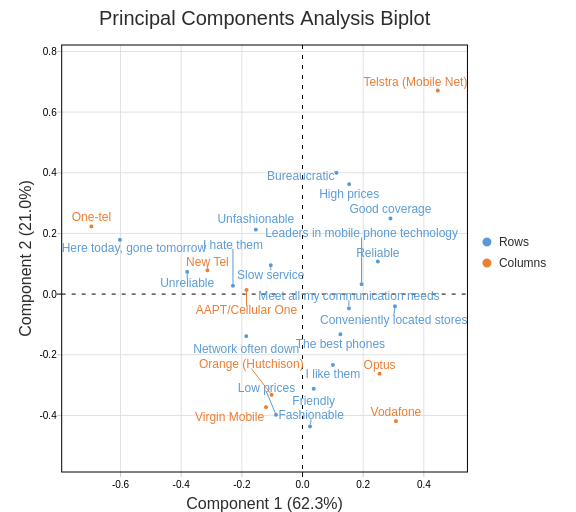 Principal Components Analysis Biplot
Component 2 (21.0%)
0.8
0.6
0.4
0.2
0.0
-0.2
-0.4
Telstra (Mobile Net)
Bureaucratic
High prices
Good coverage
One-tel
Unfashionable
Leaders in mobile phone technology
Here today, gone tomorrow
I hate them
Reliable
New Tel
Slow service
Unreliable
Meet all my communication needs
AAPT/Cellular One
Conveniently located stores
Network often down
The best phones
Orange (Hutchison)
Optus
I like them
Low prices
Friendly
Virgin Mobile
Fashionable
Vodafone
Rows
Columns
-0.6
-0.4
-0.2
0.0
0.2
0.4
Component 1 (62.3%)